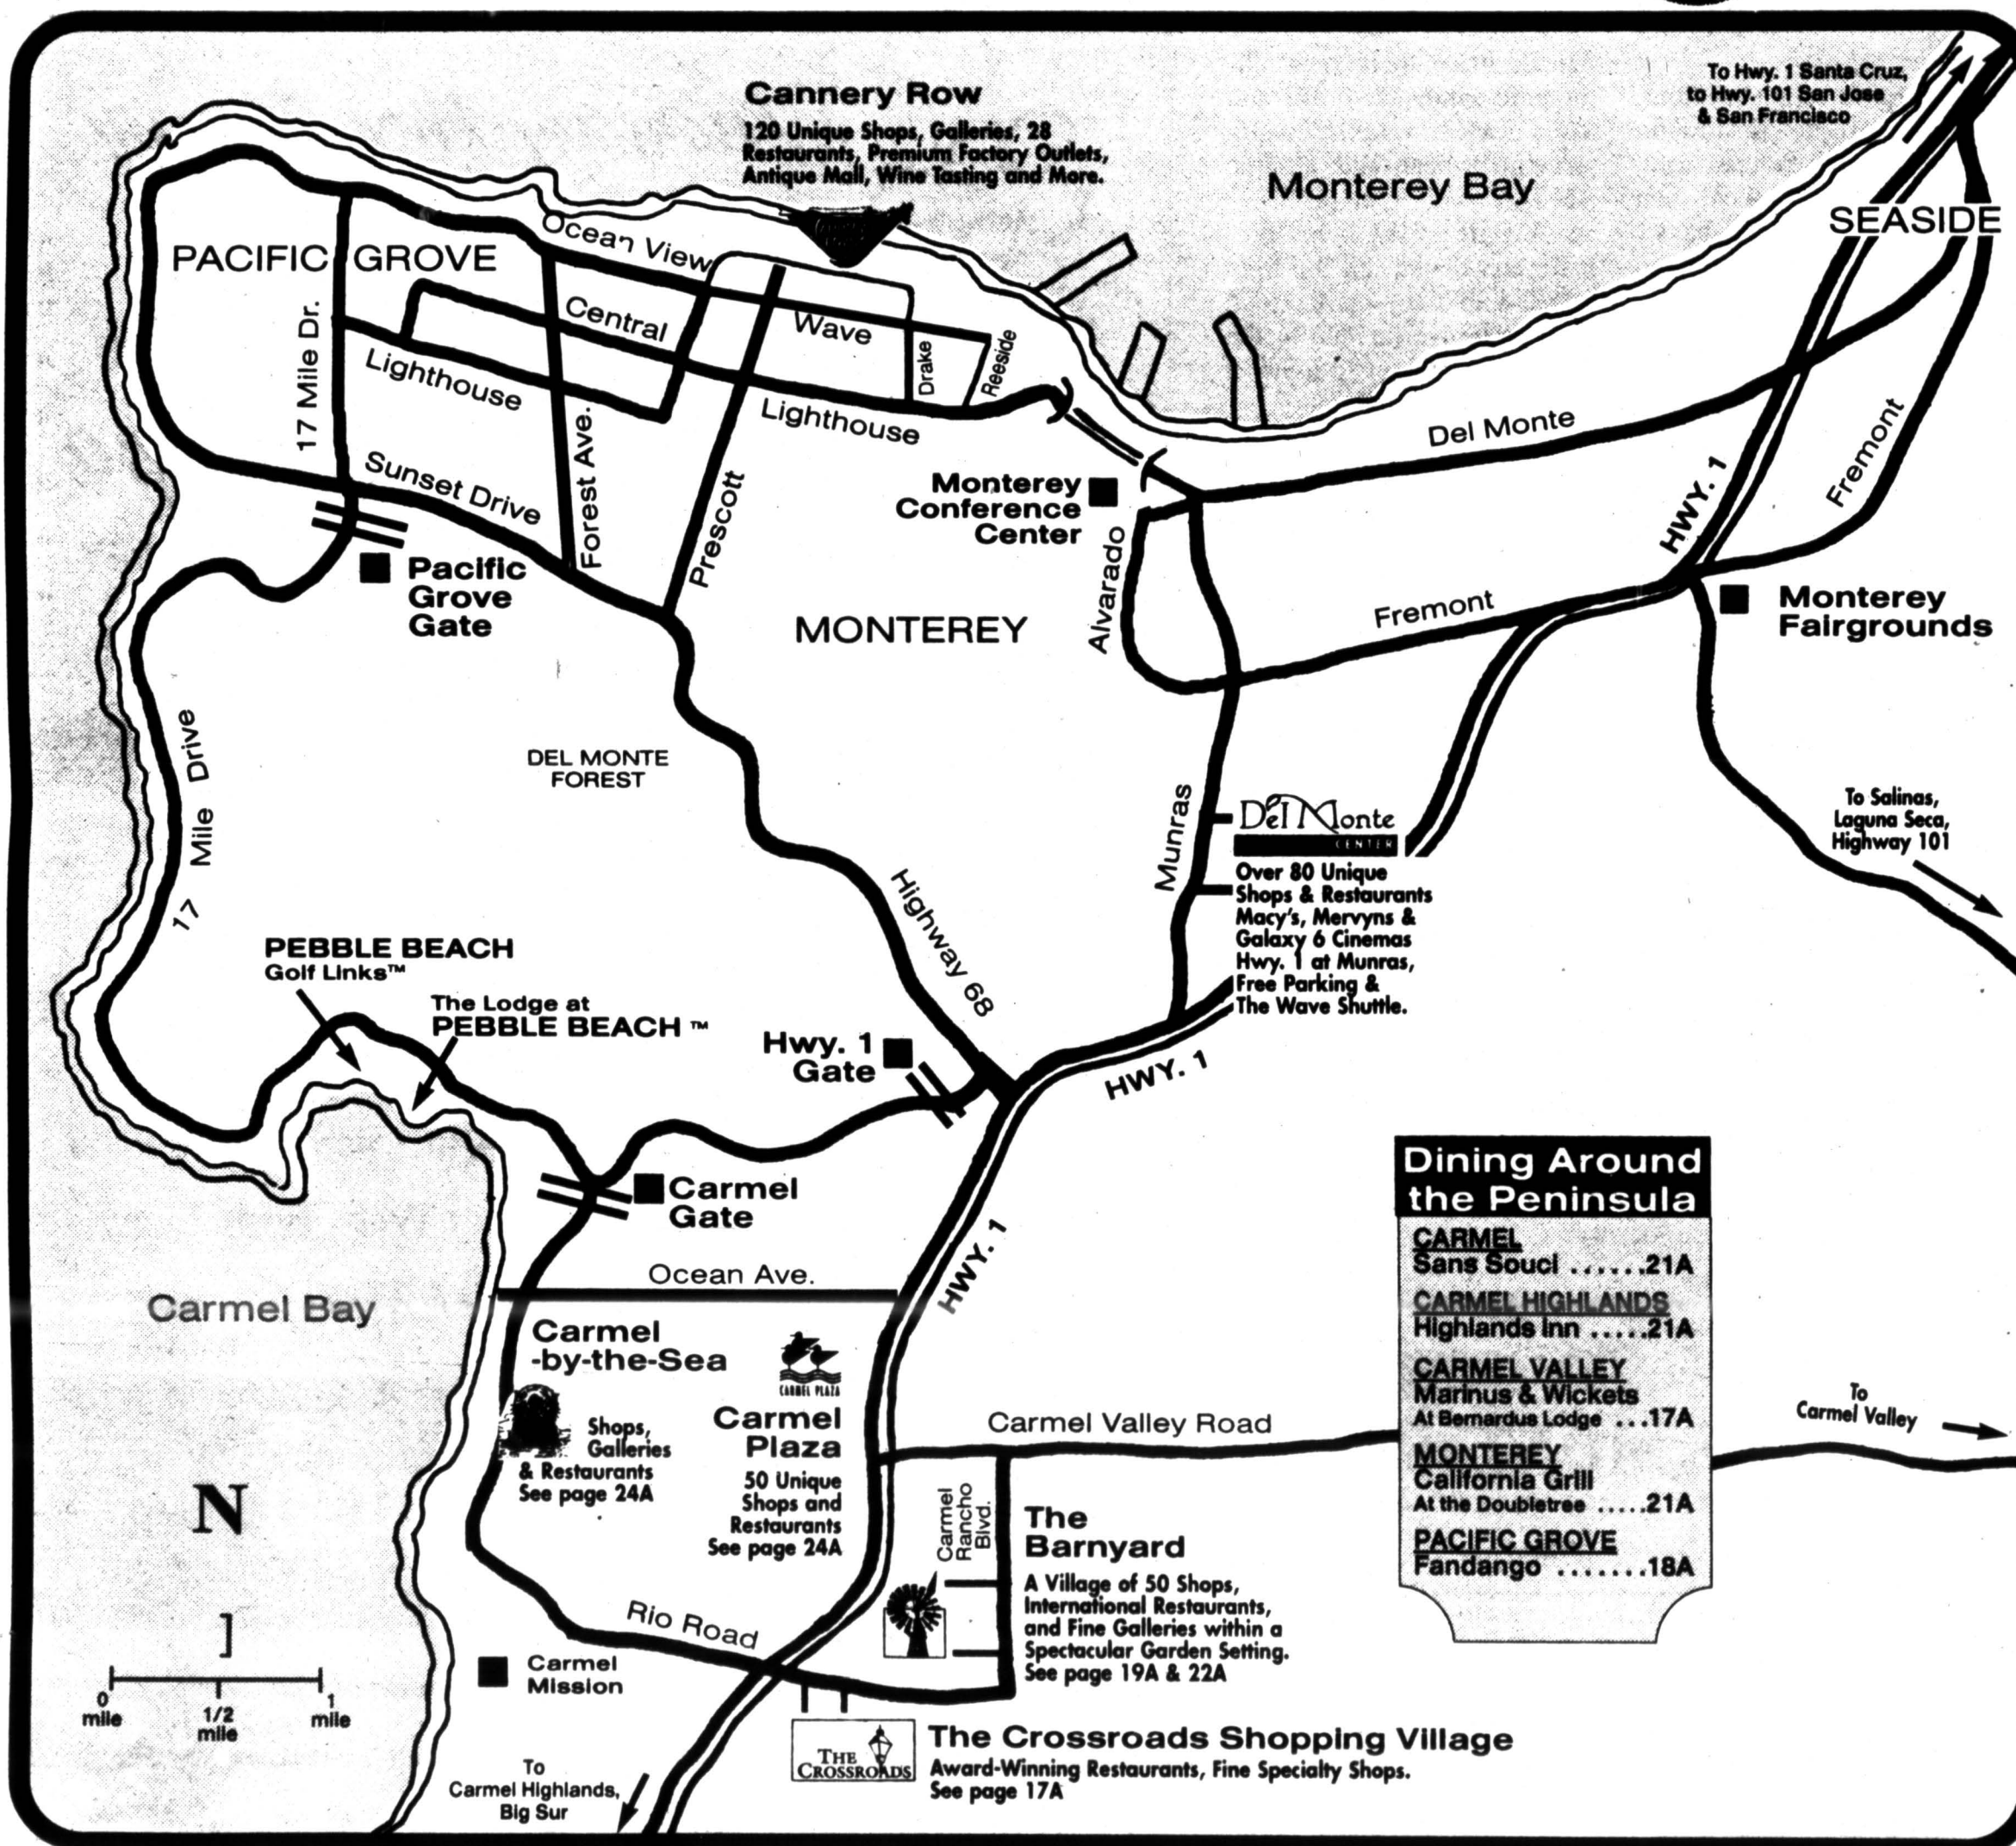 Cannery Row
120 Unique Shops, Galleries, 28
Restaurants, Premium Factory Outlets,
Antique Mall, Wine Tasting and More.
To Hwy. 1 Santa Cruz,
to Hwy. 101 San Jose
& San Francisco
Monterey Bay
SEASIDE
PACIFIC GROVE
Ocean View
Central
Wave
Drake
Reeside
17 Mile Dr.
Lighthouse
Lighthouse
Forest Ave.
Prescott
Sunset Drive
Del Monte
Fremont
HWY. 1
Monterey
Conference
Center
Alvarado
Pacific
Grove
Gate
MONTEREY
Fremont
Monterey
Fairgrounds
17 Mile Drive
DEL MONTE
FOREST
Munras
Del Monte
CENTER
Over 80 Unique
Shops & Restaurants
Macy's, Mervyns &
Galaxy 6 Cinemas
Hwy. 1 at Munras,
Free Parking &
The Wave Shuttle.
To Salinas,
Laguna Seca,
Highway 101
Highway 68
PEBBLE BEACH
Golf Links™
The Lodge at
PEBBLE BEACH ™
Hwy. 1
Gate
HWY. 1
Carmel
Gate
HWY. 1
Ocean Ave.
Carmel Bay
Carmel
-by-the-Sea
Shops,
Galleries
& Restaurants
See page 24A
CARMEL PLAZA
Carmel
Plaza
50 Unique
Shops and
Restaurants
See page 24A
Carmel Valley Road
Carmel
Rancho
Blvd.
The
Barnyard
A Village of 50 Shops,
International Restaurants,
and Fine Galleries within a
Spectacular Garden Setting.
See page 19A & 22A
Dining Around
the Peninsula
CARMEL
Sans Souci ......21A
CARMEL HIGHLANDS
Highlands Inn .....21A
CARMEL VALLEY
Marinus & Wickets
At Bernardus Lodge ...17A
MONTEREY
California Grill
At the Doubletree .....21A
PACIFIC GROVE
Fandango .......18A
To
Carmel Valley
N
0
mile
1/2
mile
1
mile
Rio Road
Carmel
Mission
To
Carmel Highlands,
Big Sur
THE
CROSSROADS
The Crossroads Shopping Village
Award-Winning Restaurants, Fine Specialty Shops.
See page 17A